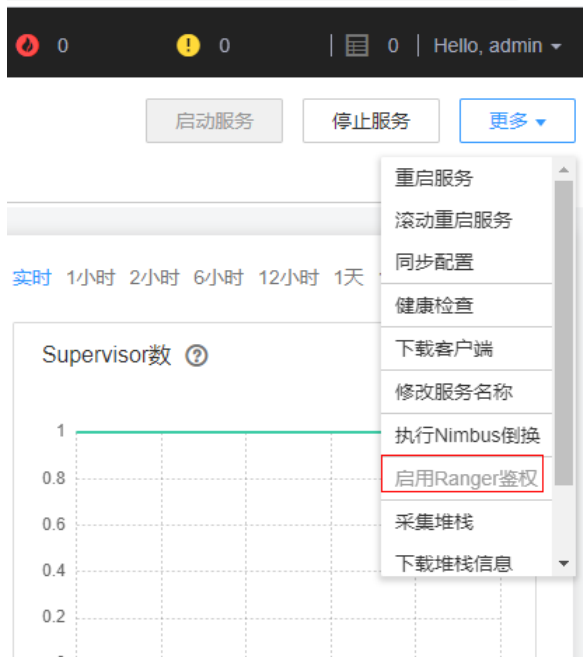 0 0 | 0 | Hello, admin
启动服务 停止服务 更多
重启服务
滚动重启服务
同步配置
健康检查
下载客户端
修改服务名称
执行Nimbus倒换
启用Ranger鉴权
采集堆栈
下载堆栈信息
实时 1小时 2小时 6小时 12小时 1天
Supervisor数 ?
1
0.8
0.6
0.4
0.2